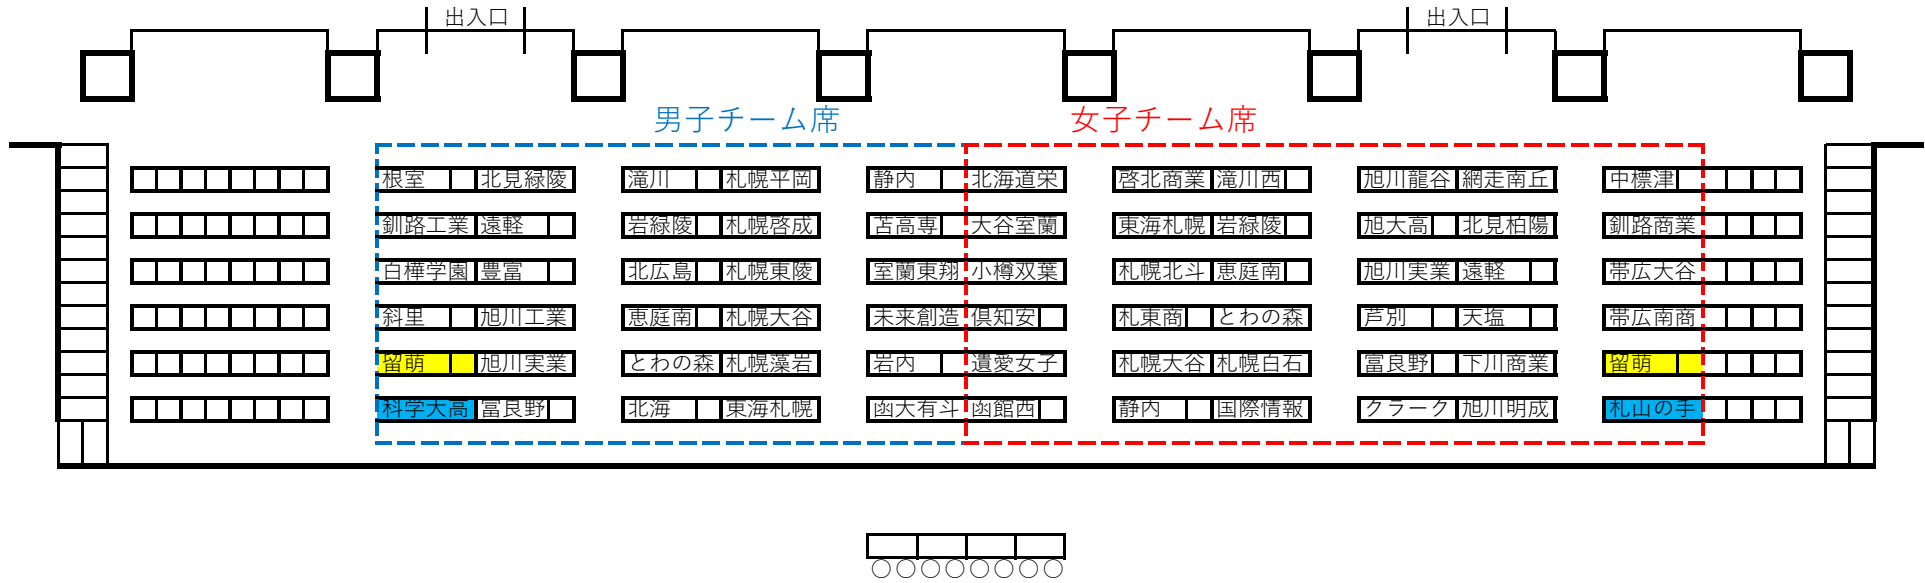 出入口 出入口
男子チーム席 女子チーム席
根室 北見緑陵 滝川 札幌平岡 静内 北海道栄 啓北商業 滝川西 旭川龍谷 網走南丘 中標津
釧路工業 遠軽 岩緑陵 札幌啓成 苫高専 大谷室蘭 東海札幌 岩緑陵 旭大高 北見柏陽 釧路商業
白樺学園 豊富 北広島 札幌東陵 室蘭東翔 小樽双葉 札幌北斗 恵庭南 旭川実業 遠軽 帯広大谷
斜里 旭川工業 恵庭南 札幌大谷 未来創造 倶知安 札東商 とわの森 芦別 天塩 帯広南商
留萌 旭川実業 とわの森 札幌藻岩 岩内 遺愛女子 札幌大谷 札幌白石 富良野 下川商業 留萌
科学大高 富良野 北海 東海札幌 函大有斗 函館西 静内 国際情報 クラーク 旭川明成 札山の手